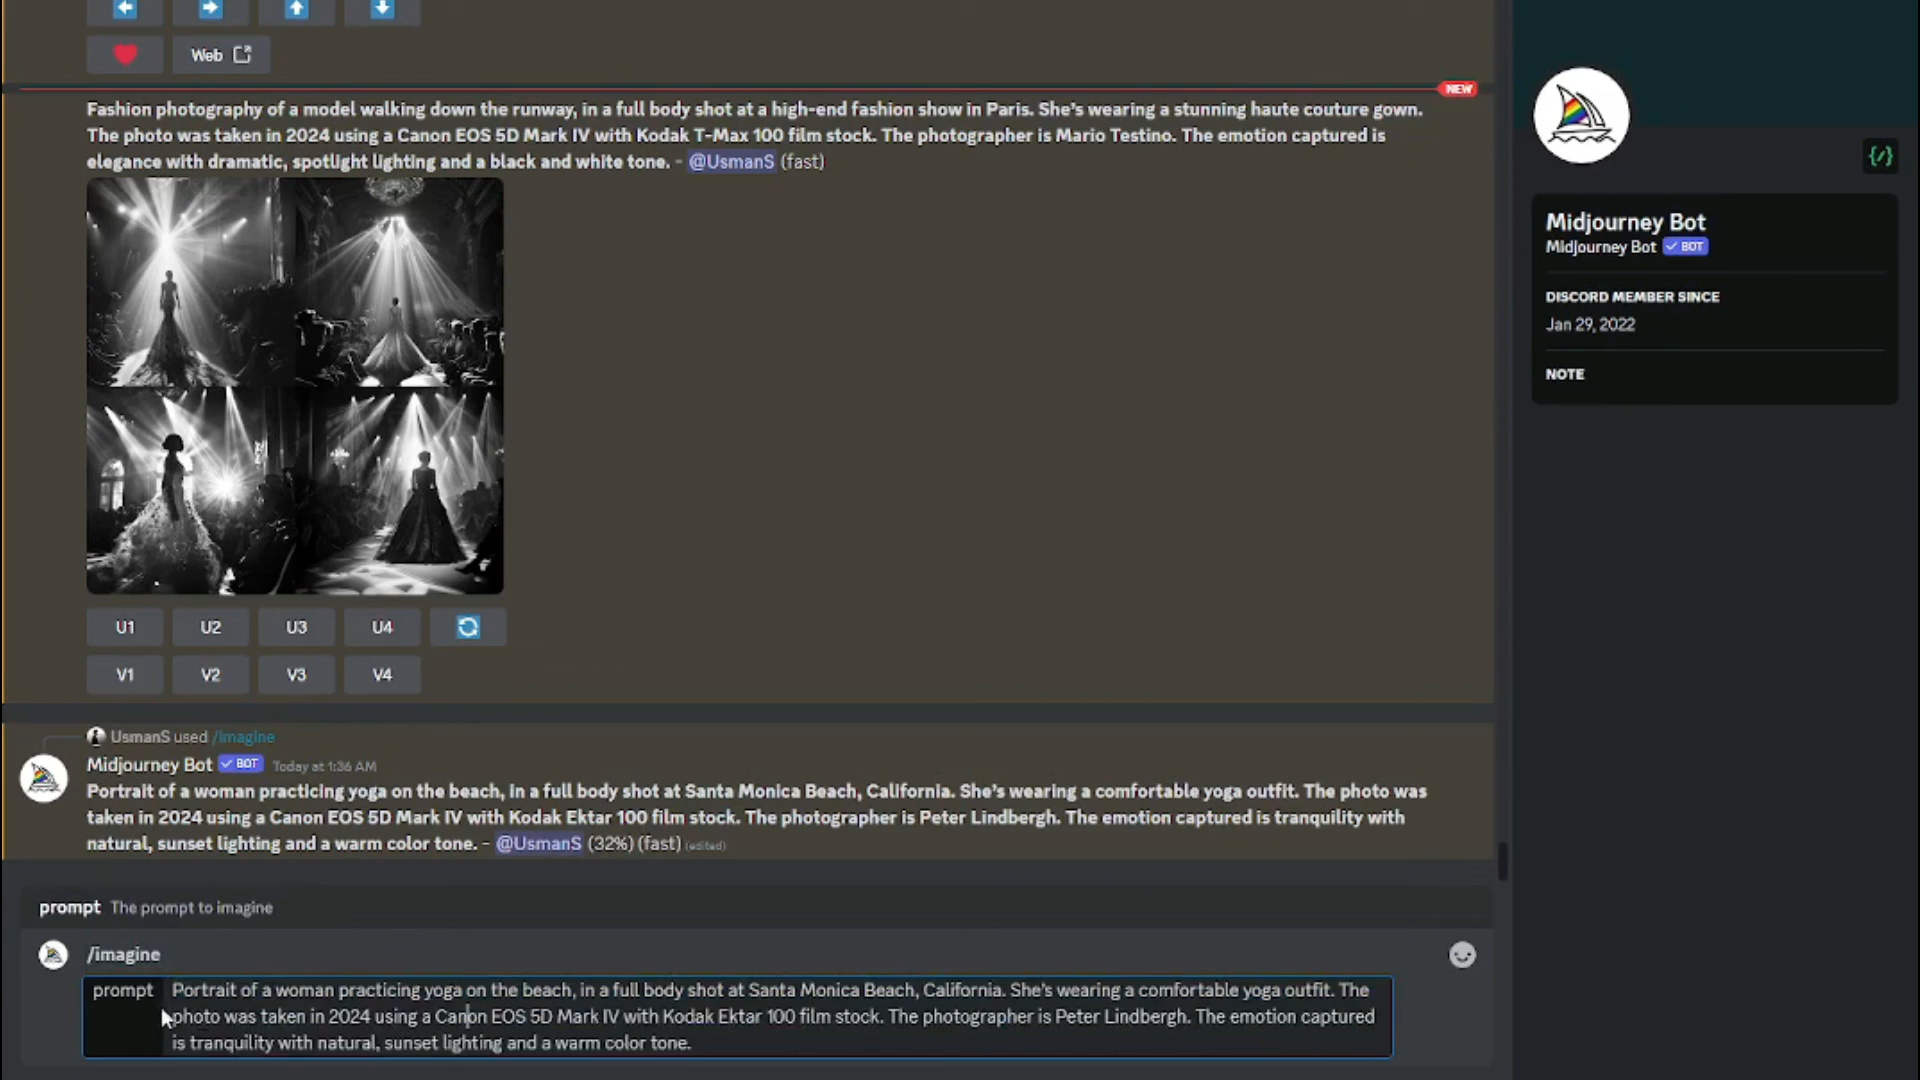 Web
NEW
Fashion photography of a model walking down the runway, in a full body shot at a high-end fashion show in Paris. She's wearing a stunning haute couture gown.
The photo was taken in 2024 using a Canon EOS 5D Mark IV with Kodak T-Max 100 film stock. The photographer is Mario Testino. The emotion captured is
elegance with dramatic, spotlight lighting and a black and white tone. - @UsmanS (fast)
U1 U2 U3 U4
V1 V2 V3 V4
UsmanS used /imagine
Midjourney Bot BOT Today at 1:36 AM
Portrait of a woman practicing yoga on the beach, in a full body shot at Santa Monica Beach, California. She's wearing a comfortable yoga outfit. The photo was
taken in 2024 using a Canon EOS 5D Mark IV with Kodak Ektar 100 film stock. The photographer is Peter Lindbergh. The emotion captured is tranquility with
natural, sunset lighting and a warm color tone. - @UsmanS (32%) (fast) (edited)
prompt The prompt to imagine
/imagine
prompt Portrait of a woman practicing yoga on the beach, in a full body shot at Santa Monica Beach, California. She's wearing a comfortable yoga outfit. The
photo was taken in 2024 using a Canon EOS 5D Mark IV with Kodak Ektar 100 film stock. The photographer is Peter Lindbergh. The emotion captured
is tranquility with natural, sunset lighting and a warm color tone.
{/}
Midjourney Bot
Midjourney Bot BOT
DISCORD MEMBER SINCE
Jan 29, 2022
NOTE